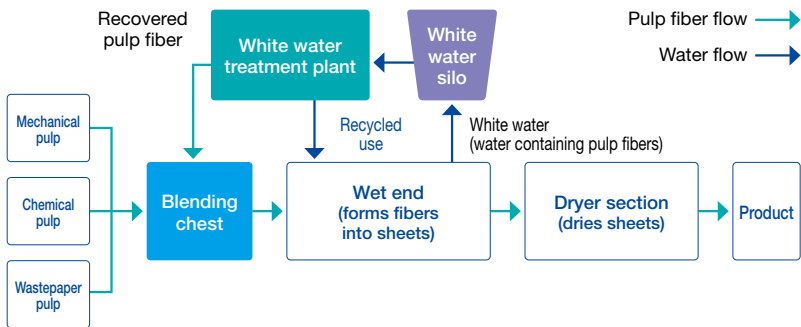 Recovered
pulp fiber
White water
treatment plant
White
water
silo
Pulp fiber flow
Water flow
Mechanical
pulp
Recycled
use
White water
(water containing pulp fibers)
Chemical
pulp
Blending
chest
Wet end
(forms fibers
into sheets)
Dryer section
(dries sheets)
Product
Wastepaper
pulp